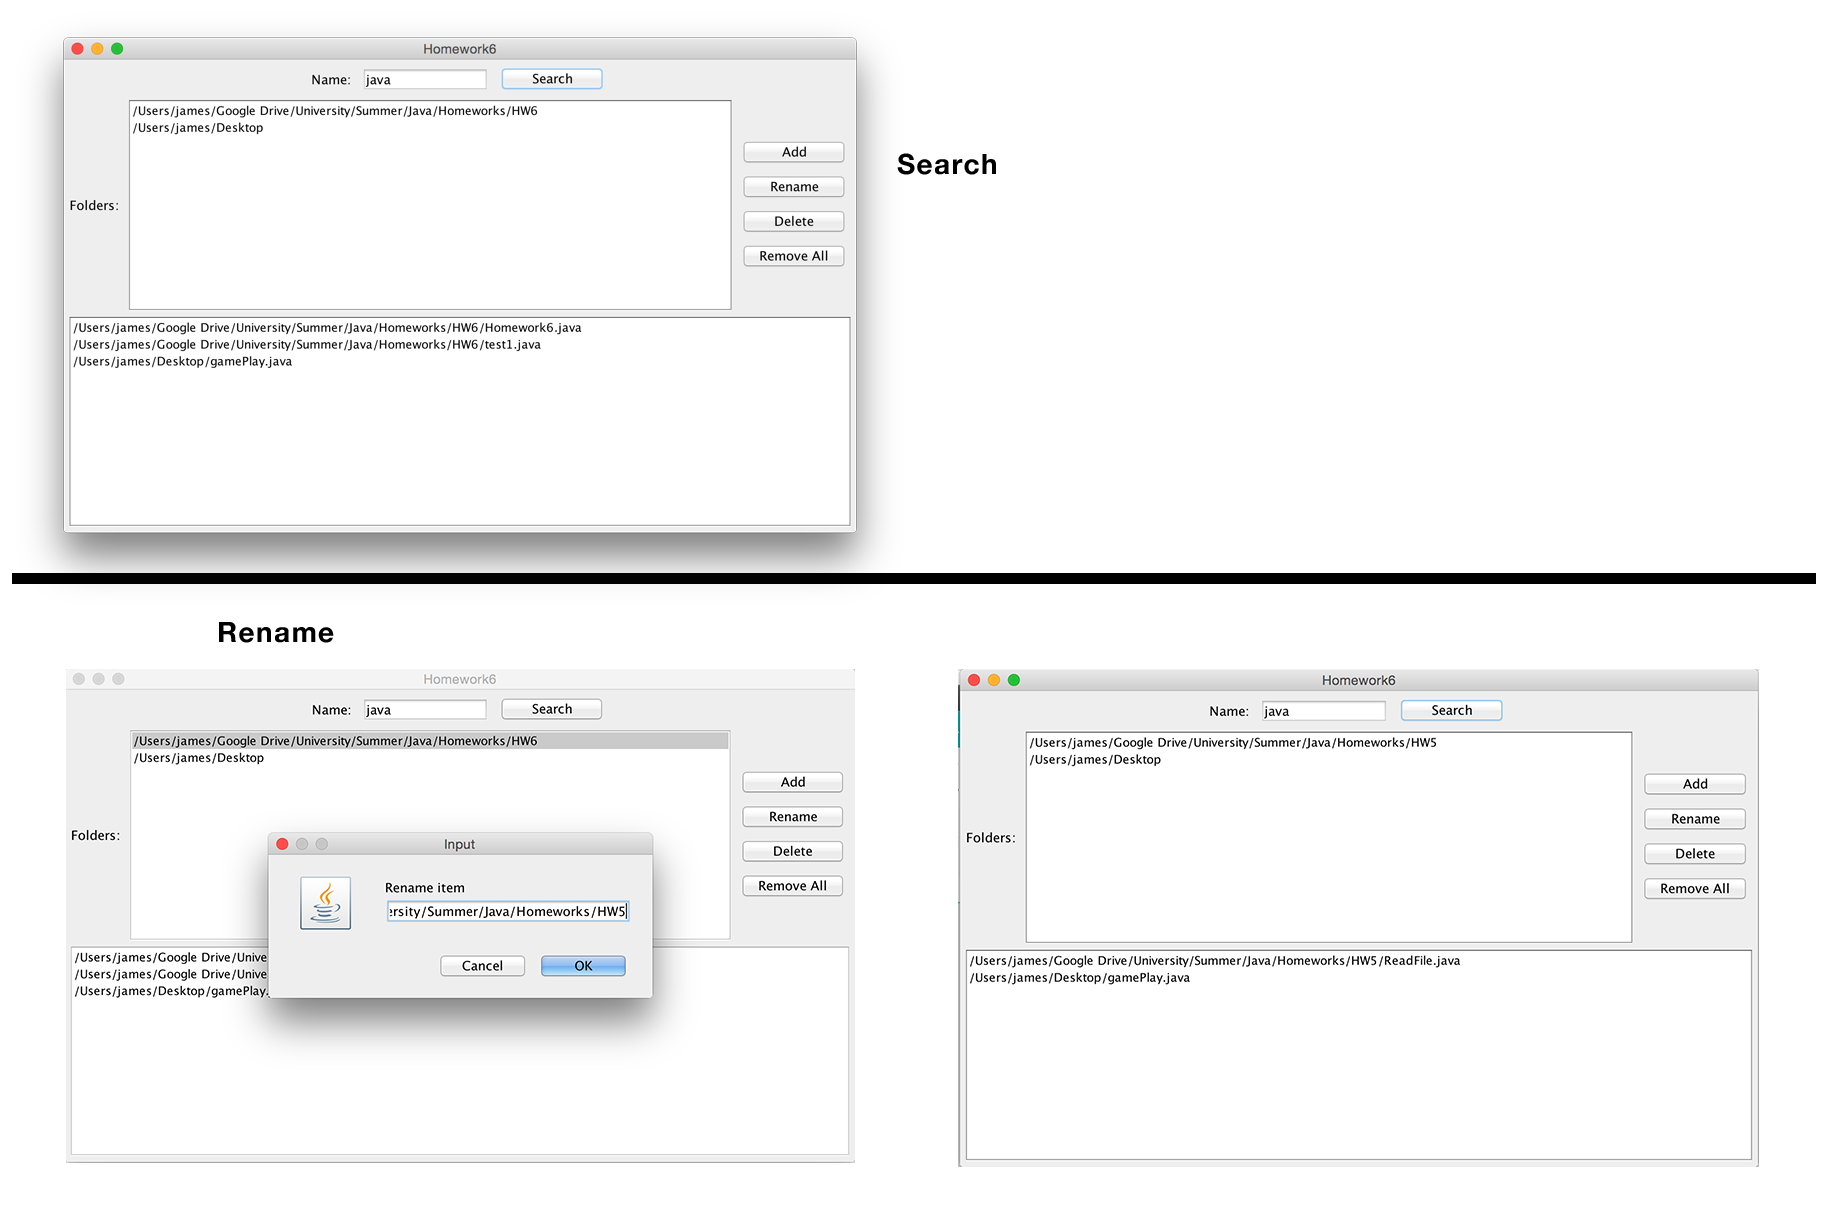 Homework6
Name: java Search
/Users/james/Google Drive/University/Summer/Java/Homeworks/HW6
/Users/james/Desktop
Add
Search
Rename
Folders:
Delete
Remove All
/Users/james/Google Drive/University/Summer/Java/Homeworks/HW6/Homework6.java
/Users/james/Google Drive/University/Summer/Java/Homeworks/HW6/test1.java
/Users/james/Desktop/gamePlay.java
Rename
Homework6
Name: java Search
/Users/james/Google Drive/University/Summer/Java/Homeworks/HW6
/Users/james/Desktop
Add
Rename
Folders:
Delete
Remove All
Input
Rename item
rsity/Summer/Java/Homeworks/HW5
Cancel OK
/Users/james/Google Drive/Unive
/Users/james/Google Drive/Unive
/Users/james/Desktop/gamePlay.
Homework6
Name: java Search
/Users/james/Google Drive/University/Summer/Java/Homeworks/HW5
/Users/james/Desktop
Add
Rename
Folders:
Delete
Remove All
/Users/james/Google Drive/University/Summer/Java/Homeworks/HW5/ReadFile.java
/Users/james/Desktop/gamePlay.java